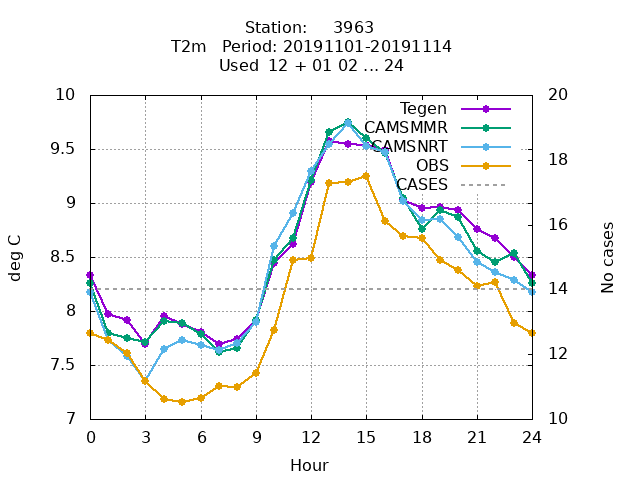 Station: 3963
T2m Period: 20191101-20191114
Used 12 + 01 02 ... 24
10
9.5
9
8.5
8
7.5
7
20
18
16
14
12
10
Tegen
CAMSMMR
CAMSNRT
OBS
CASES
deg C
No cases
0 3 6 9 12 15 18 21 24
Hour